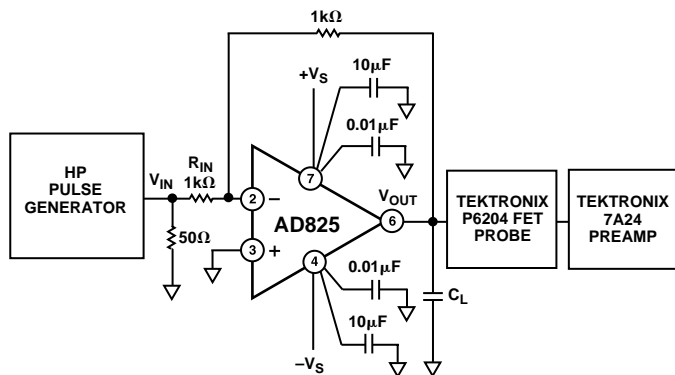 1kΩ
10µF
+VS
0.01µF
HP
PULSE
GENERATOR
VIN
RIN
1kΩ
50Ω
2
–
3
+
7
AD825
4
6
VOUT
TEKTRONIX
P6204 FET
PROBE
TEKTRONIX
7A24
PREAMP
0.01µF
CL
10µF
–VS